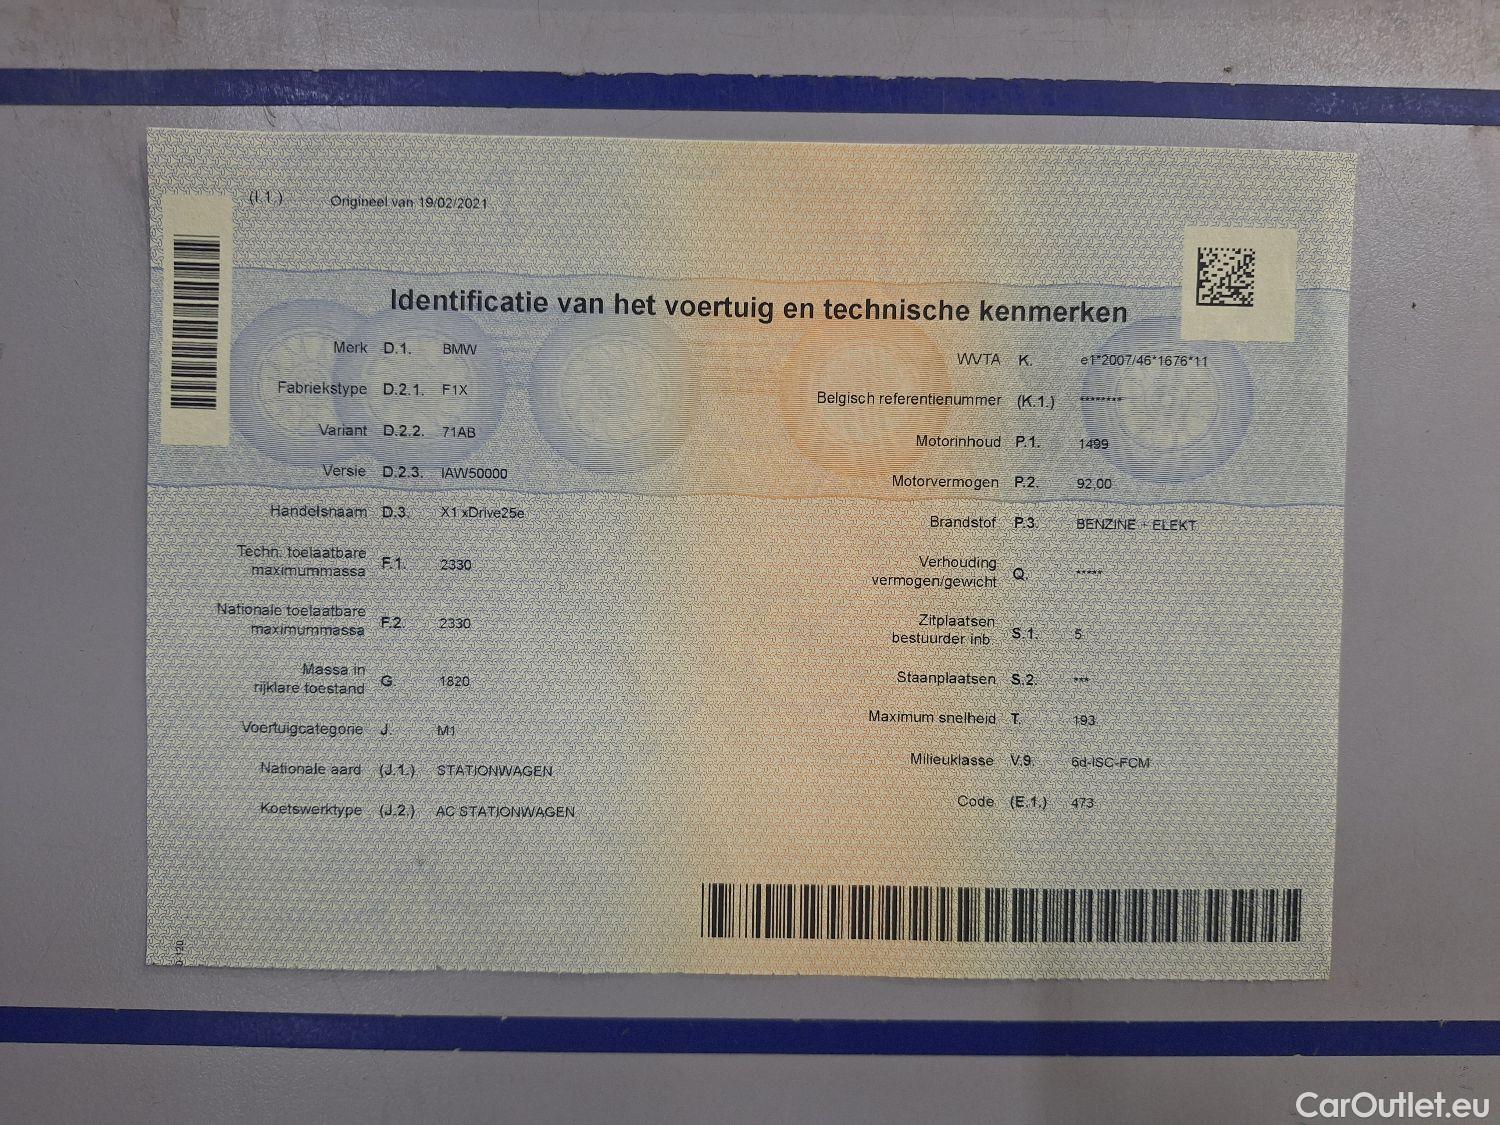 (I.1.) Origineel van 19/02/2021
Identificatie van het voertuig en technische kenmerken
Merk D.1. BMW
Fabriekstype D.2.1. F1X
Variant D.2.2. 71AB
Versie D.2.3. IAW50000
Handelsnaam D.3. X1 xDrive25e
Techn. toelaatbare
maximummassa F.1. 2330
Nationale toelaatbare
maximummassa F.2. 2330
Massa in
rijklare toestand G. 1820
Voertuigcategorie J. M1
Nationale aard (J.1.) STATIONWAGEN
Koetswerktype (J.2.) AC STATIONWAGEN
WVTA K. e1*2007/46*1676*11
Belgisch referentienummer (K.1.) ********
Motorinhoud P.1. 1499
Motorvermogen P.2. 92,00
Brandstof P.3. BENZINE + ELEKT
Verhouding
vermogen/gewicht Q. *****
Zitplaatsen
bestuurder inb. S.1. 5
Staanplaatsen S.2. ***
Maximum snelheid T. 193
Milieuklasse V.9. 6d-ISC-FCM
Code (E.1.) 473
CarOutlet.eu